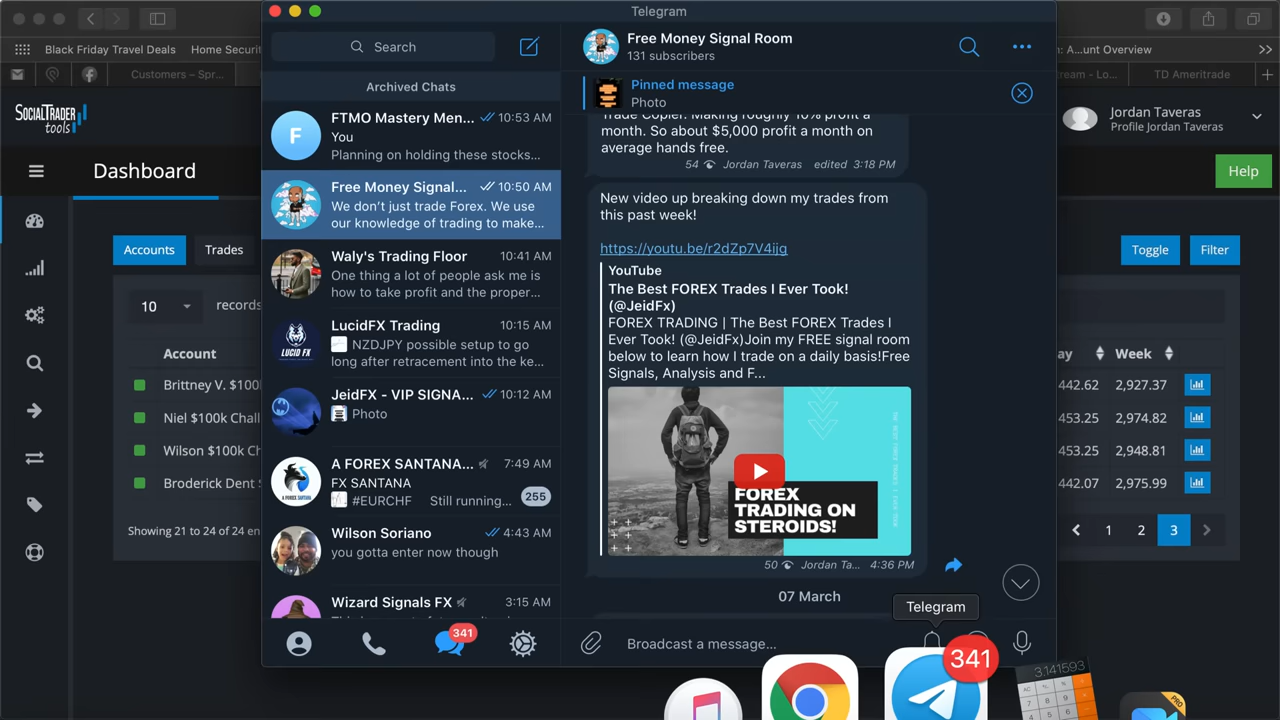 Telegram
Black Friday Travel Deals
Home Securit
A...unt Overview
Customers – Spr...
ream - Lo...
TD Ameritrade
SOCIALTRADER
tools
Dashboard
Jordan Taveras
Profile Jordan Taveras
Help
Accounts
Trades
Toggle
Filter
10
records
Account
ay
Week
Brittney V. $100
442.62
2,927.37
Niel $100k Chall
453.25
2,974.82
Wilson $100k Ch
453.25
2,948.81
Broderick Dent $
442.07
2,975.99
Showing 21 to 24 of 24 en
1
2
3
Search
Archived Chats
F
FTMO Mastery Men...
10:53 AM
You
Planning on holding these stocks...
Free Money Signal...
10:50 AM
We don't just trade Forex. We use
our knowledge of trading to make...
Waly's Trading Floor
10:41 AM
One thing a lot of people ask me is
how to take profit and the proper...
LUCID FX
LucidFX Trading
10:15 AM
NZDJPY possible setup to go
long after retracement into the ke...
JeidFX - VIP SIGNA...
10:12 AM
Photo
A FOREX SANTANA
A FOREX SANTANA...
7:49 AM
FX SANTANA
#EURCHF
Still running...
255
Wilson Soriano
4:43 AM
you gotta enter now though
Wizard Signals FX
3:15 AM
341
Free Money Signal Room
131 subscribers
Pinned message
Photo
Trade Copier. Making roughly 10% profit a
month. So about $5,000 profit a month on
average hands free.
54
Jordan Taveras
edited
3:18 PM
New video up breaking down my trades from
this past week!
https://youtu.be/r2dZp7V4ijg
YouTube
The Best FOREX Trades I Ever Took!
(@JeidFx)
FOREX TRADING | The Best FOREX Trades I
Ever Took! (@JeidFx)Join my FREE signal room
below to learn how I trade on a daily basis!Free
Signals, Analysis and F...
FOREX
TRADING ON
STEROIDS!
50
Jordan Ta...
4:36 PM
07 March
Telegram
Broadcast a message...
341
3.141593
PRO